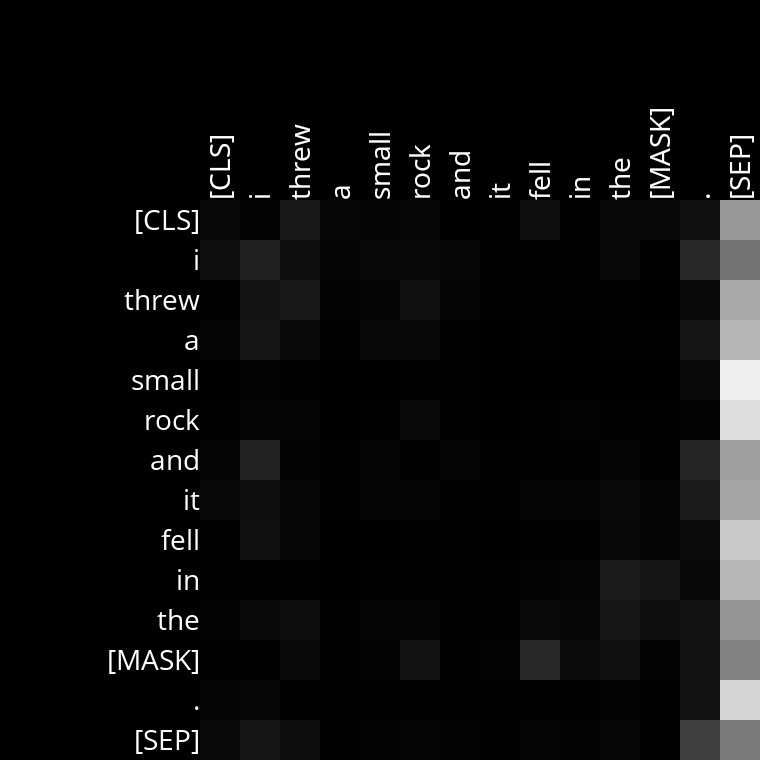 [CLS] i threw a small rock and it fell in the [MASK] . [SEP]
[CLS]
i
threw
a
small
rock
and
it
fell
in
the
[MASK]
.
[SEP]